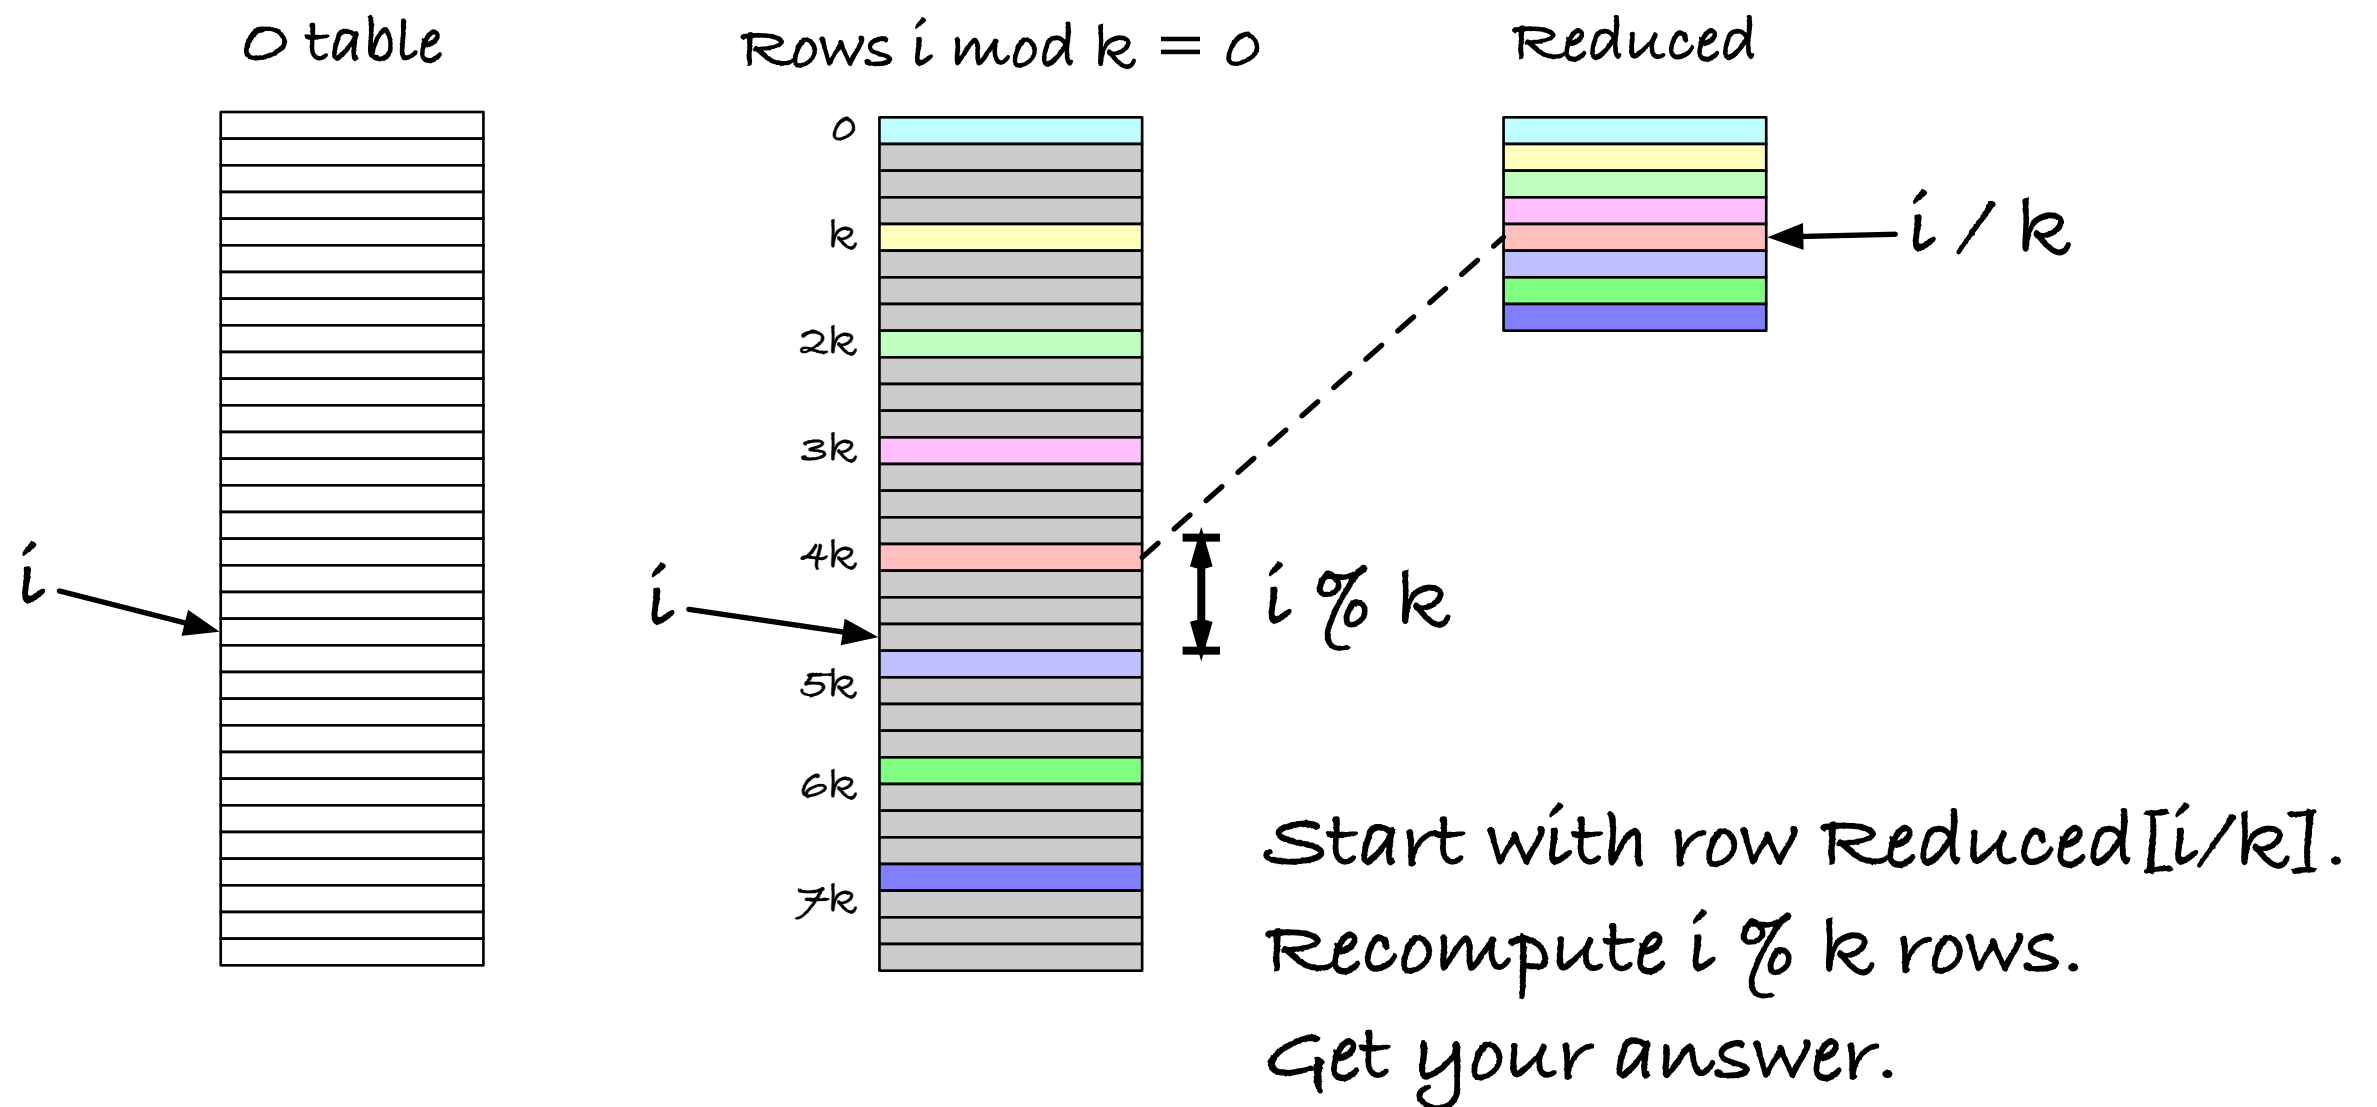 O table
Rows i mod k = 0
Reduced
0
k
2k
3k
4k
5k
6k
7k
i
i
i % k
i / k
Start with row Reduced[i/k].
Recompute i % k rows.
Get your answer.